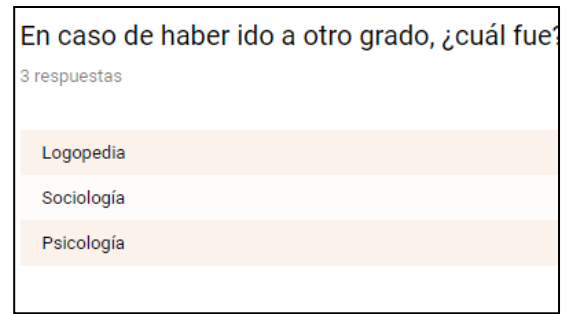 En caso de haber ido a otro grado, ¿cuál fue?
3 respuestas
Logopedia
Sociología
Psicología